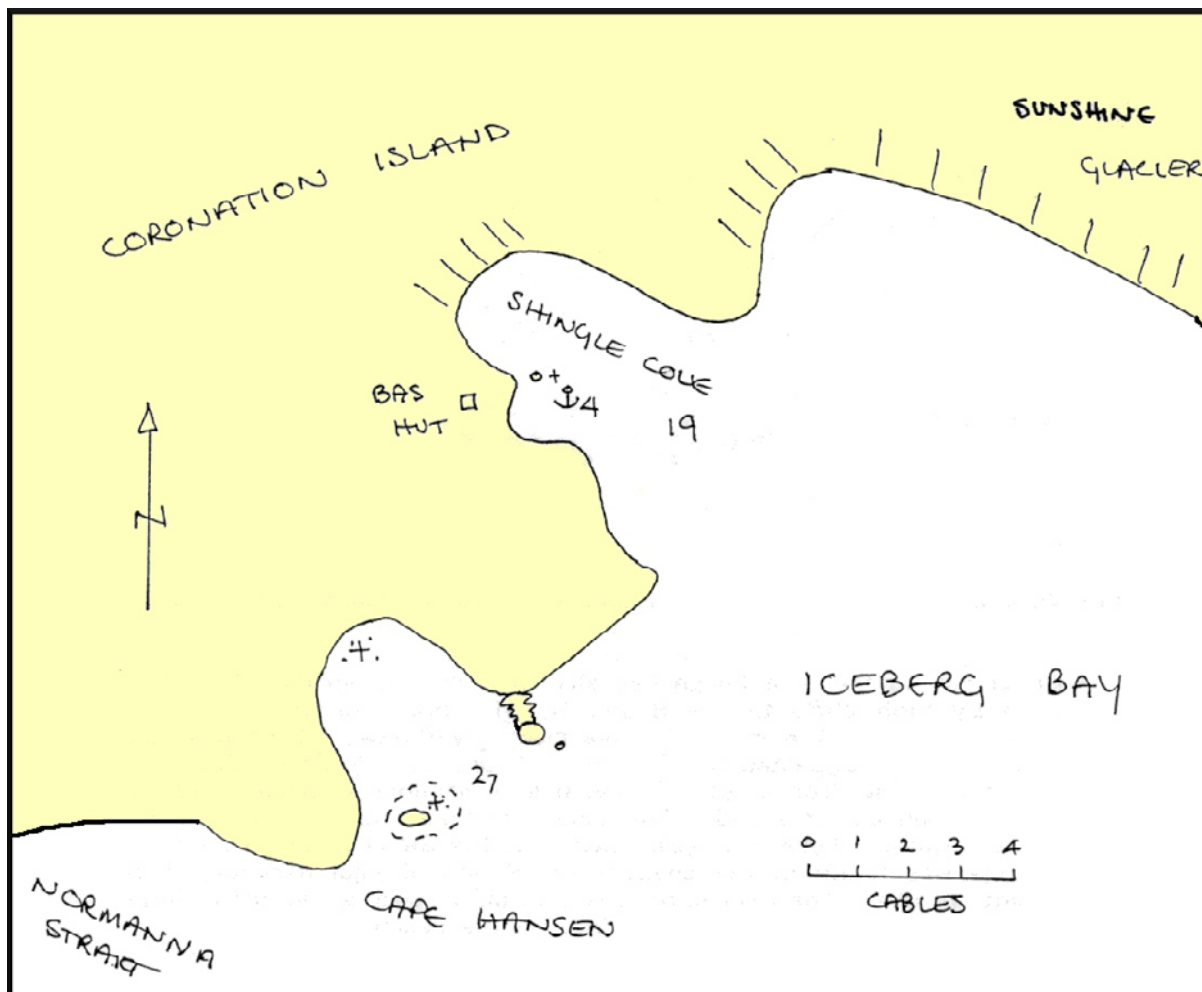 SUNSHINE
GLACIER
CORONATION ISLAND
SHINGLE COVE
BAS
HUT
4
19
N
ICEBERG BAY
27
0 1 2 3 4
CABLES
CAPE HANSEN
NORMANNA
STRAIT